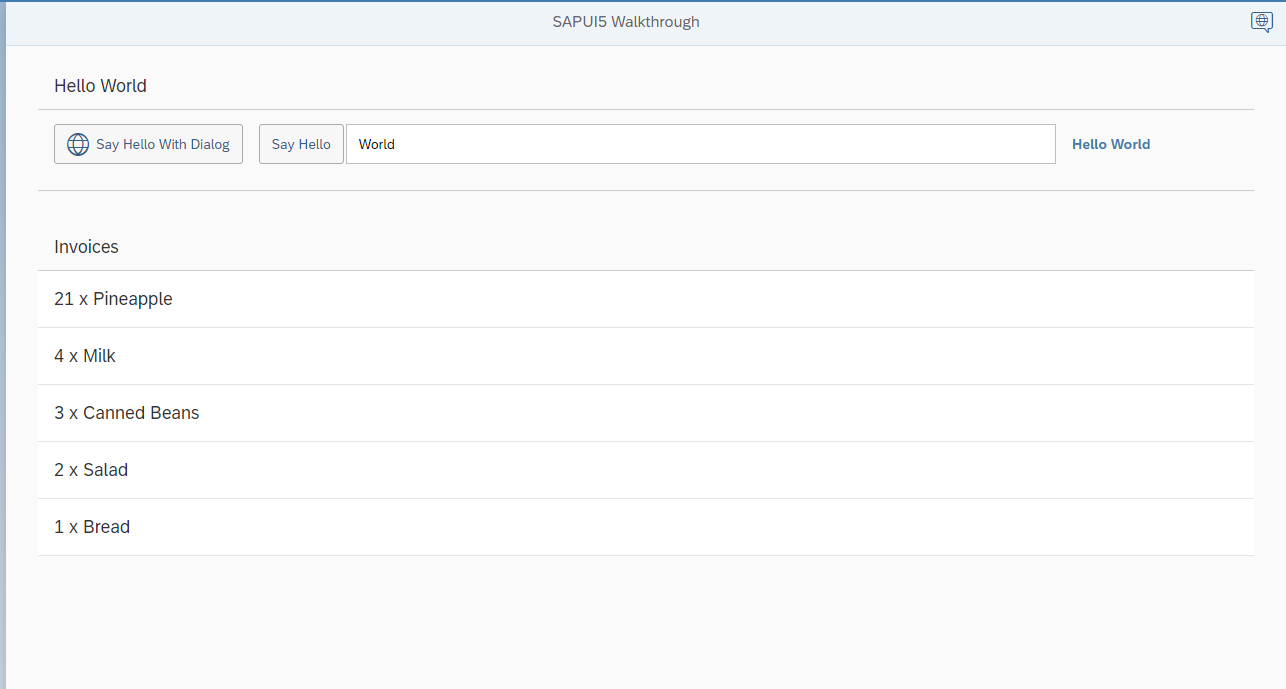 SAPUI5 Walkthrough
Hello World
Say Hello With Dialog Say Hello World Hello World
Invoices
21 x Pineapple
4 x Milk
3 x Canned Beans
2 x Salad
1 x Bread